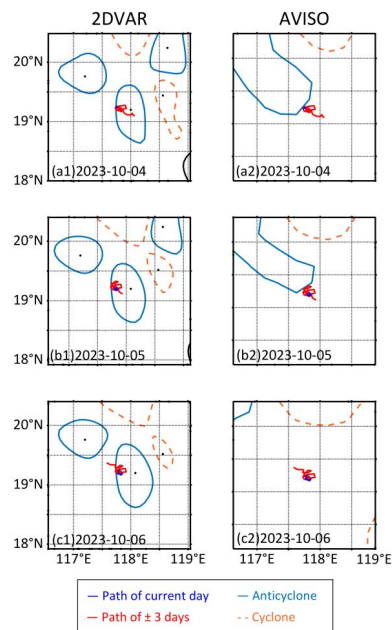 2DVAR AVISO
20°N
19°N
(a1)2023-10-04 (a2)2023-10-04
18°N
20°N
19°N
(b1)2023-10-05 (b2)2023-10-05
18°N
20°N
19°N
(c1)2023-10-06 (c2)2023-10-06
18°N
117°E 118°E 119°E 117°E 118°E 119°E
Path of current day Anticyclone
Path of ± 3 days Cyclone